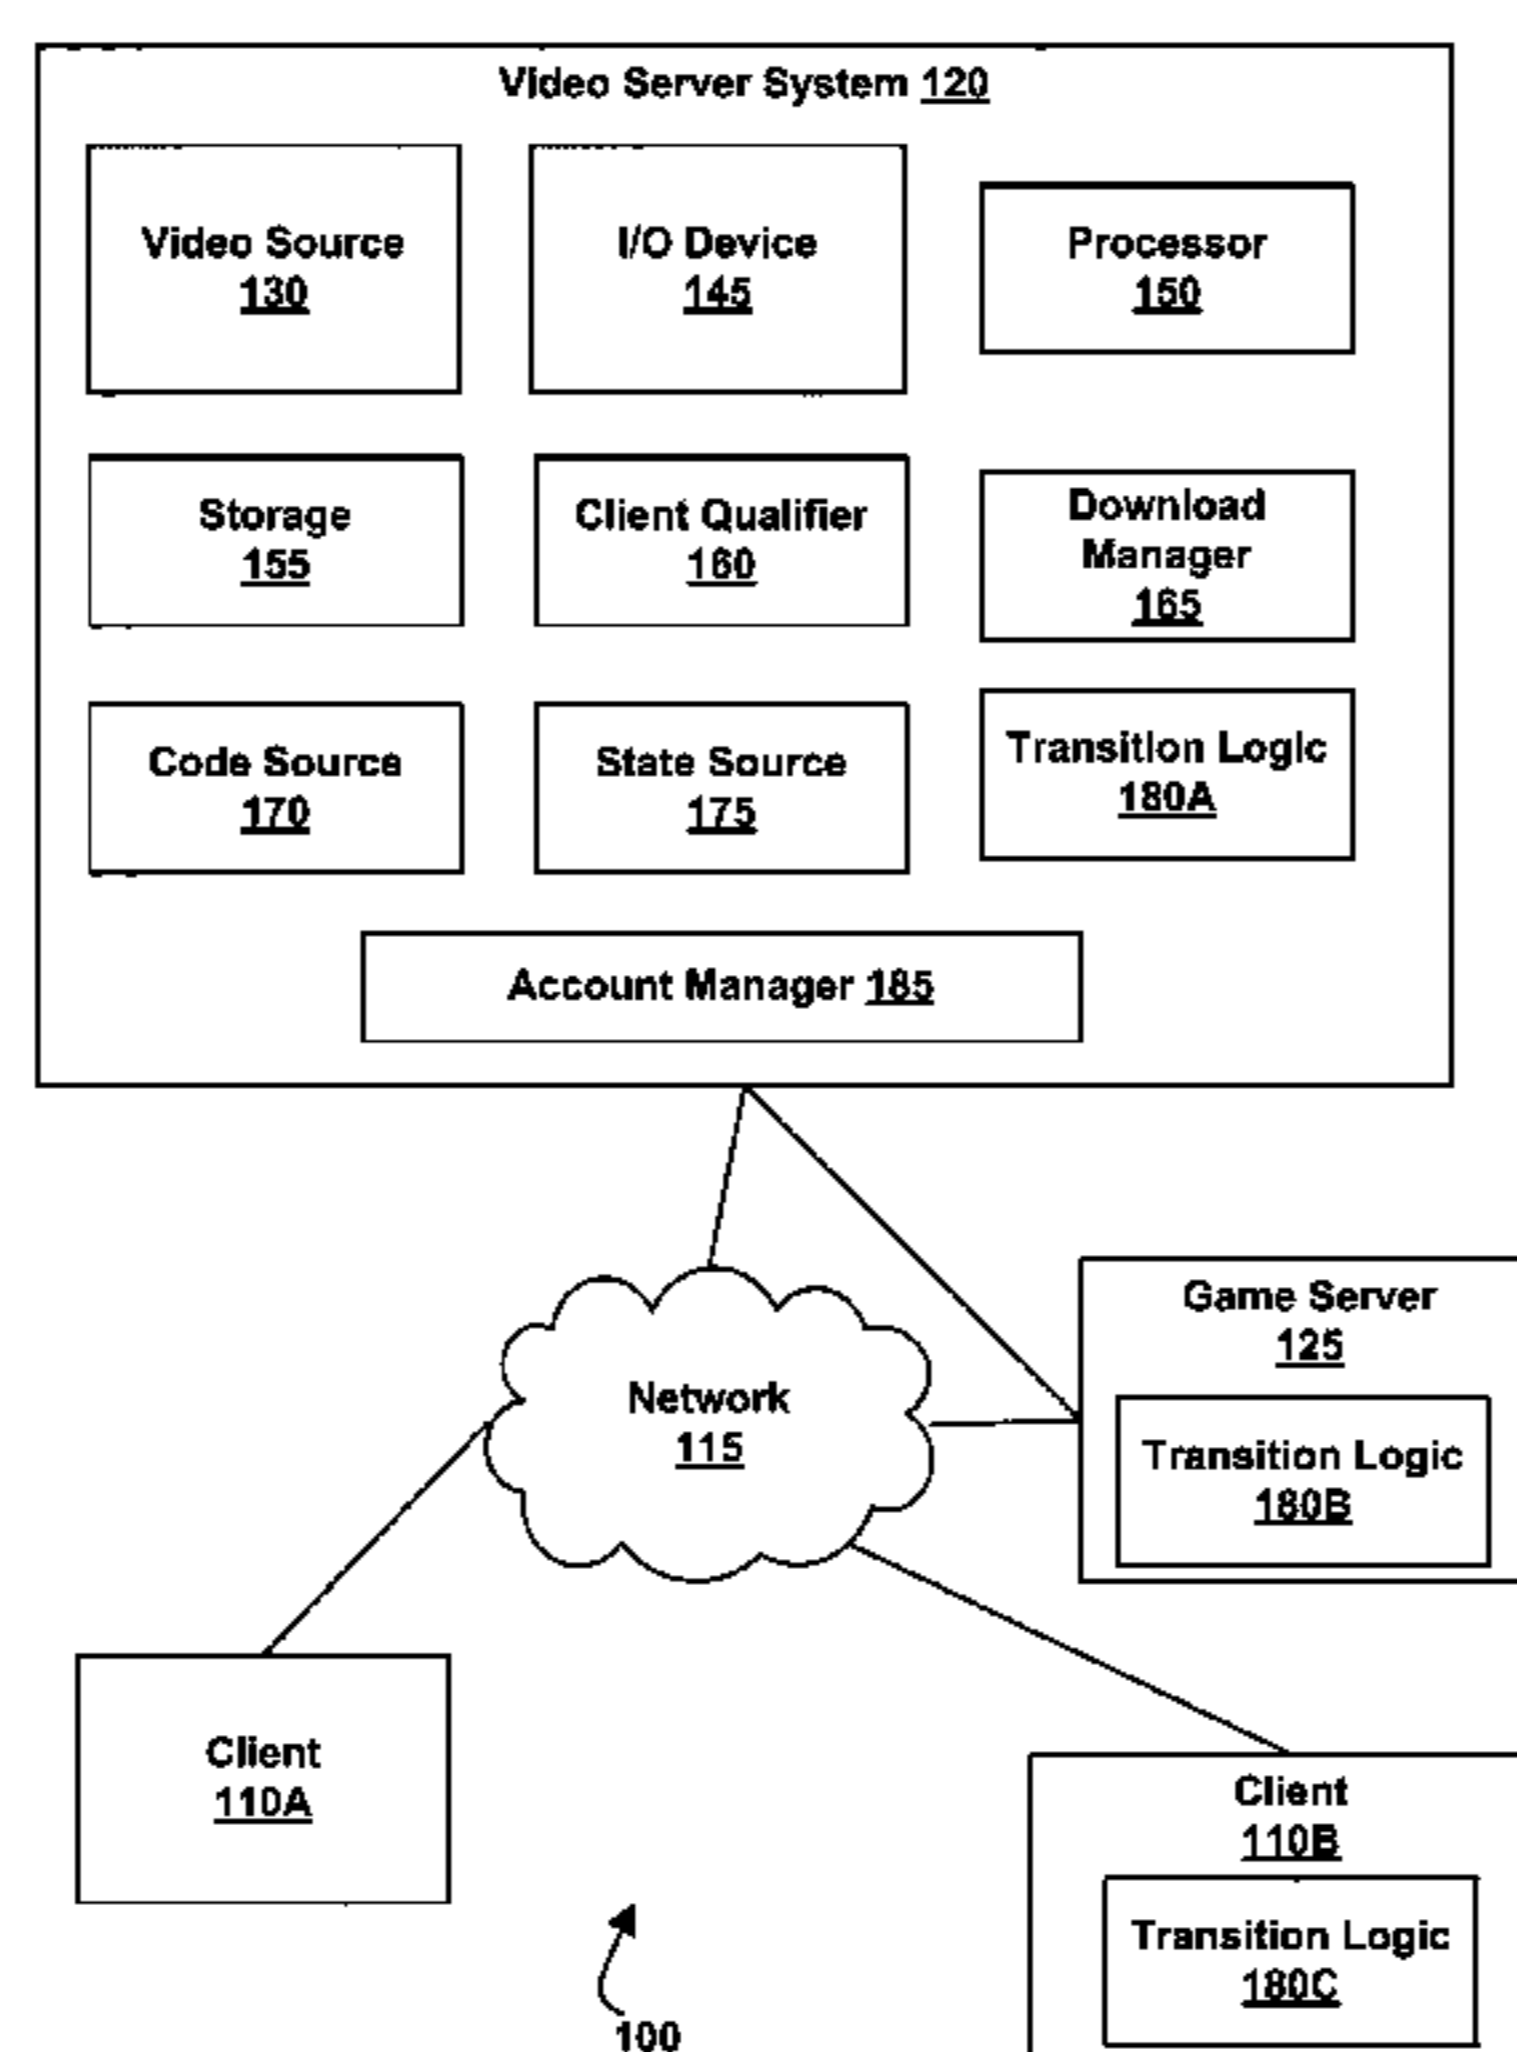 Video Server System 120
Video Source
130
I/O Device
145
Processor
150
Storage
155
Client Qualifier
160
Download
Manager
165
Code Source
170
State Source
175
Transition Logic
180A
Account Manager 185
Game Server
125
Transition Logic
180B
Network
115
Client
110A
Client
110B
Transition Logic
180C
100